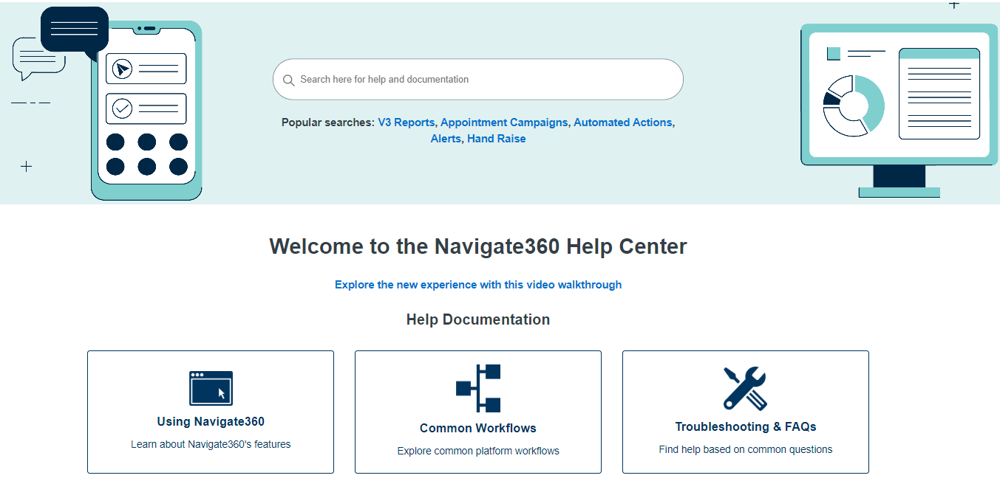 Search here for help and documentation
Popular searches: V3 Reports, Appointment Campaigns, Automated Actions,
Alerts, Hand Raise
Welcome to the Navigate360 Help Center
Explore the new experience with this video walkthrough
Help Documentation
Using Navigate360
Learn about Navigate360's features
Common Workflows
Explore common platform workflows
Troubleshooting & FAQs
Find help based on common questions